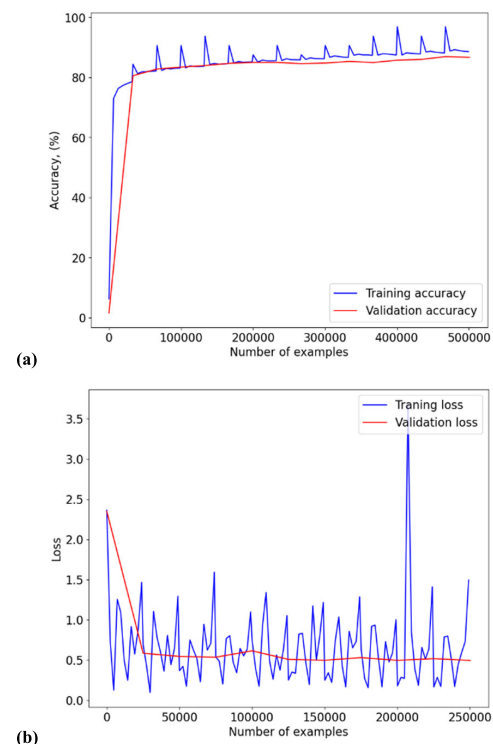 100
80
60
40
20
0
Accuracy, (%)
Training accuracy
Validation accuracy
0 100000 200000 300000 400000 500000
Number of examples
(a)
3.5
3.0
2.5
2.0
1.5
1.0
0.5
0.0
Loss
Traning loss
Validation loss
0 50000 100000 150000 200000 250000
Number of examples
(b)